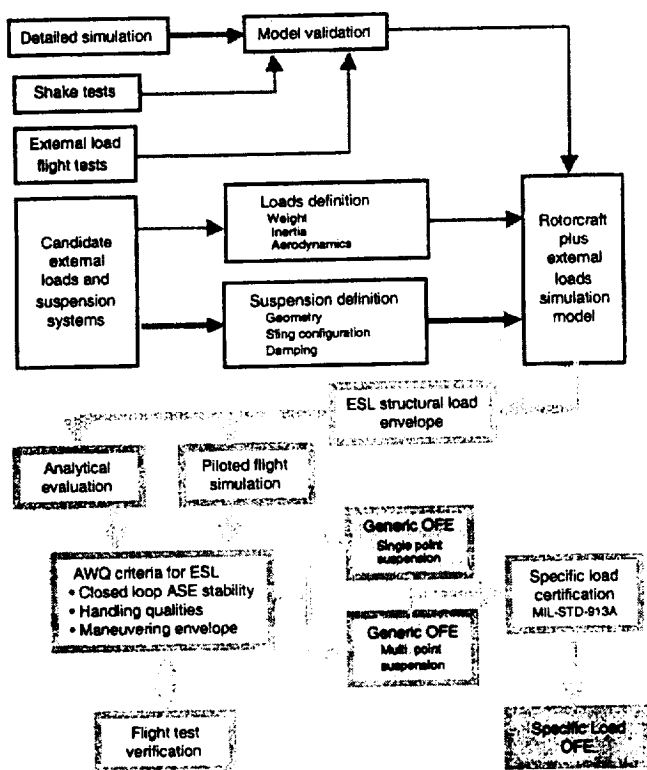 Detailed simulation
Model validation
Shake tests
External load
flight tests
Candidate
external
loads and
suspension
systems
Loads definition
Weight
Inertia
Aerodynamics
Suspension definition
Geometry
Sling configuration
Damping
Rotorcraft
plus
external
loads
simulation
model
ESL structural load
envelope
Analytical
evaluation
Piloted flight
simulation
AWQ criteria for ESL
• Closed loop ASE stability
• Handling qualities
• Maneuvering envelope
Generic OFE
Single point
suspension
Generic OFE
Multi. point
suspension
Specific load
certification
MIL-STD-913A
Flight test
verification
Specific Load
OFE